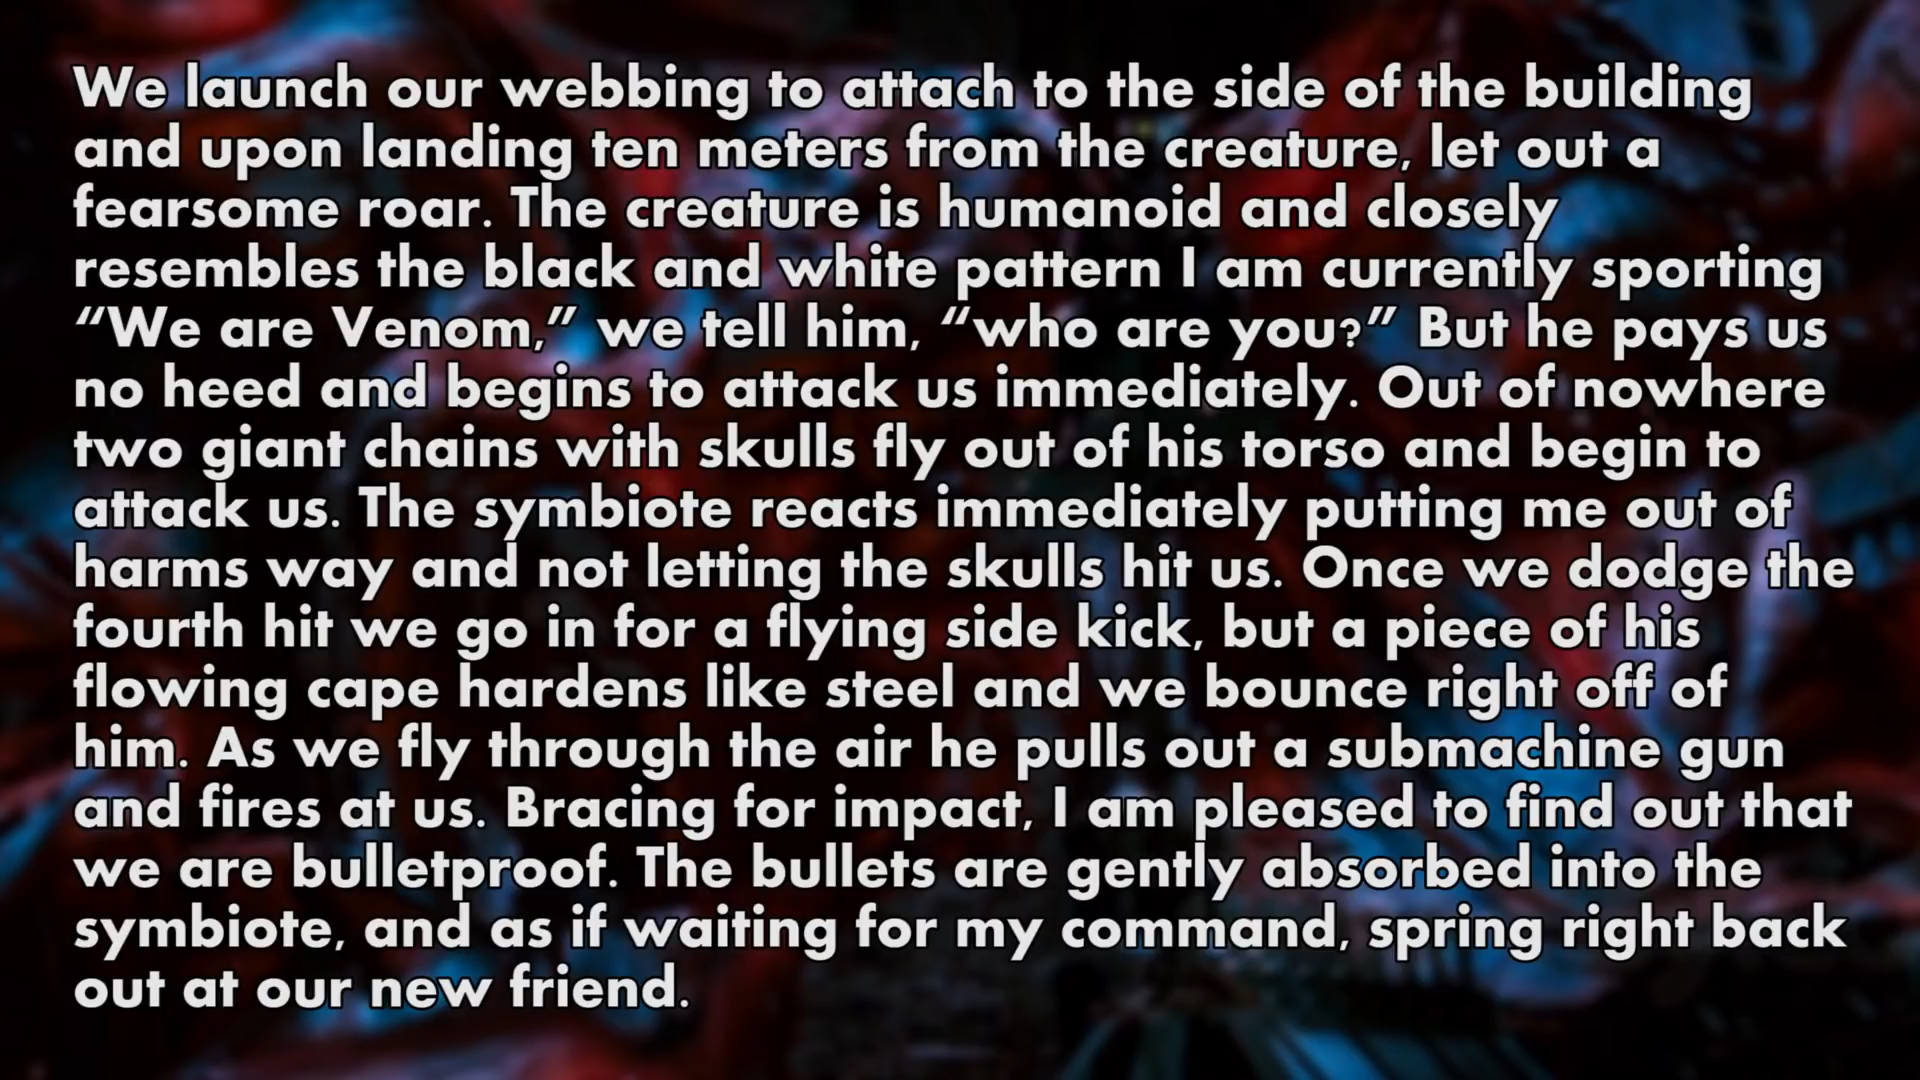 We launch our webbing to attach to the side of the building
and upon landing ten meters from the creature, let out a
fearsome roar. The creature is humanoid and closely
resembles the black and white pattern I am currently sporting
“We are Venom,” we tell him, “who are you?” But he pays us
no heed and begins to attack us immediately. Out of nowhere
two giant chains with skulls fly out of his torso and begin to
attack us. The symbiote reacts immediately putting me out of
harms way and not letting the skulls hit us. Once we dodge the
fourth hit we go in for a flying side kick, but a piece of his
flowing cape hardens like steel and we bounce right off of
him. As we fly through the air he pulls out a submachine gun
and fires at us. Bracing for impact, I am pleased to find out that
we are bulletproof. The bullets are gently absorbed into the
symbiote, and as if waiting for my command, spring right back
out at our new friend.